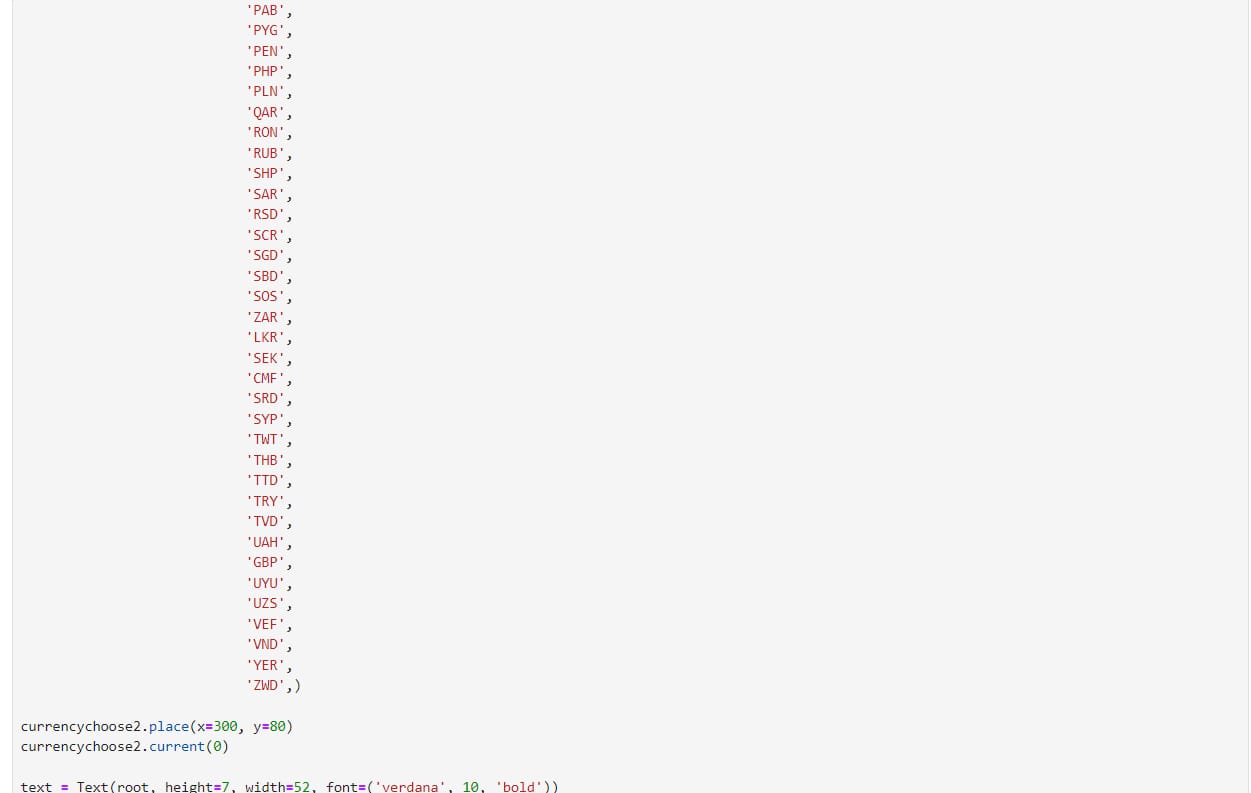 'PAB',
'PYG',
'PEN',
'PHP',
'PLN',
'QAR',
'RON',
'RUB',
'SHP',
'SAR',
'RSD',
'SCR',
'SGD',
'SBD',
'SOS',
'ZAR',
'LKR',
'SEK',
'CMF',
'SRD',
'SYP',
'TWT',
'THB',
'TTD',
'TRY',
'TVD',
'UAH',
'GBP',
'UYU',
'UZS',
'VEF',
'VND',
'YER',
'ZWD',)
currencychoose2.place(x=300, y=80)
currencychoose2.current(0)
text = Text(root, height=7, width=52, font=('verdana', 10, 'bold'))